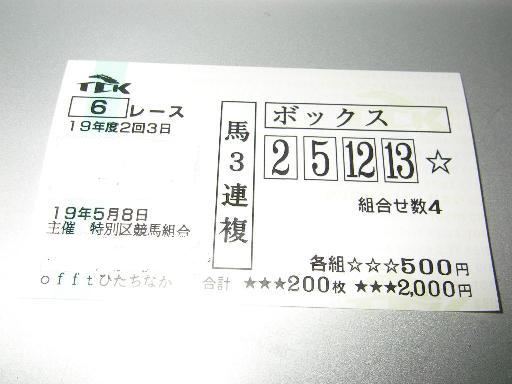 TCK
6 レース
19年度2回3日
19年5月8日
主催 特別区競馬組合
offtひたちなか
馬3連複
ボックス
2 5 12 13 ☆
組合せ数4
各組☆☆☆500円
合計 ★★★200枚 ★★★2,000円